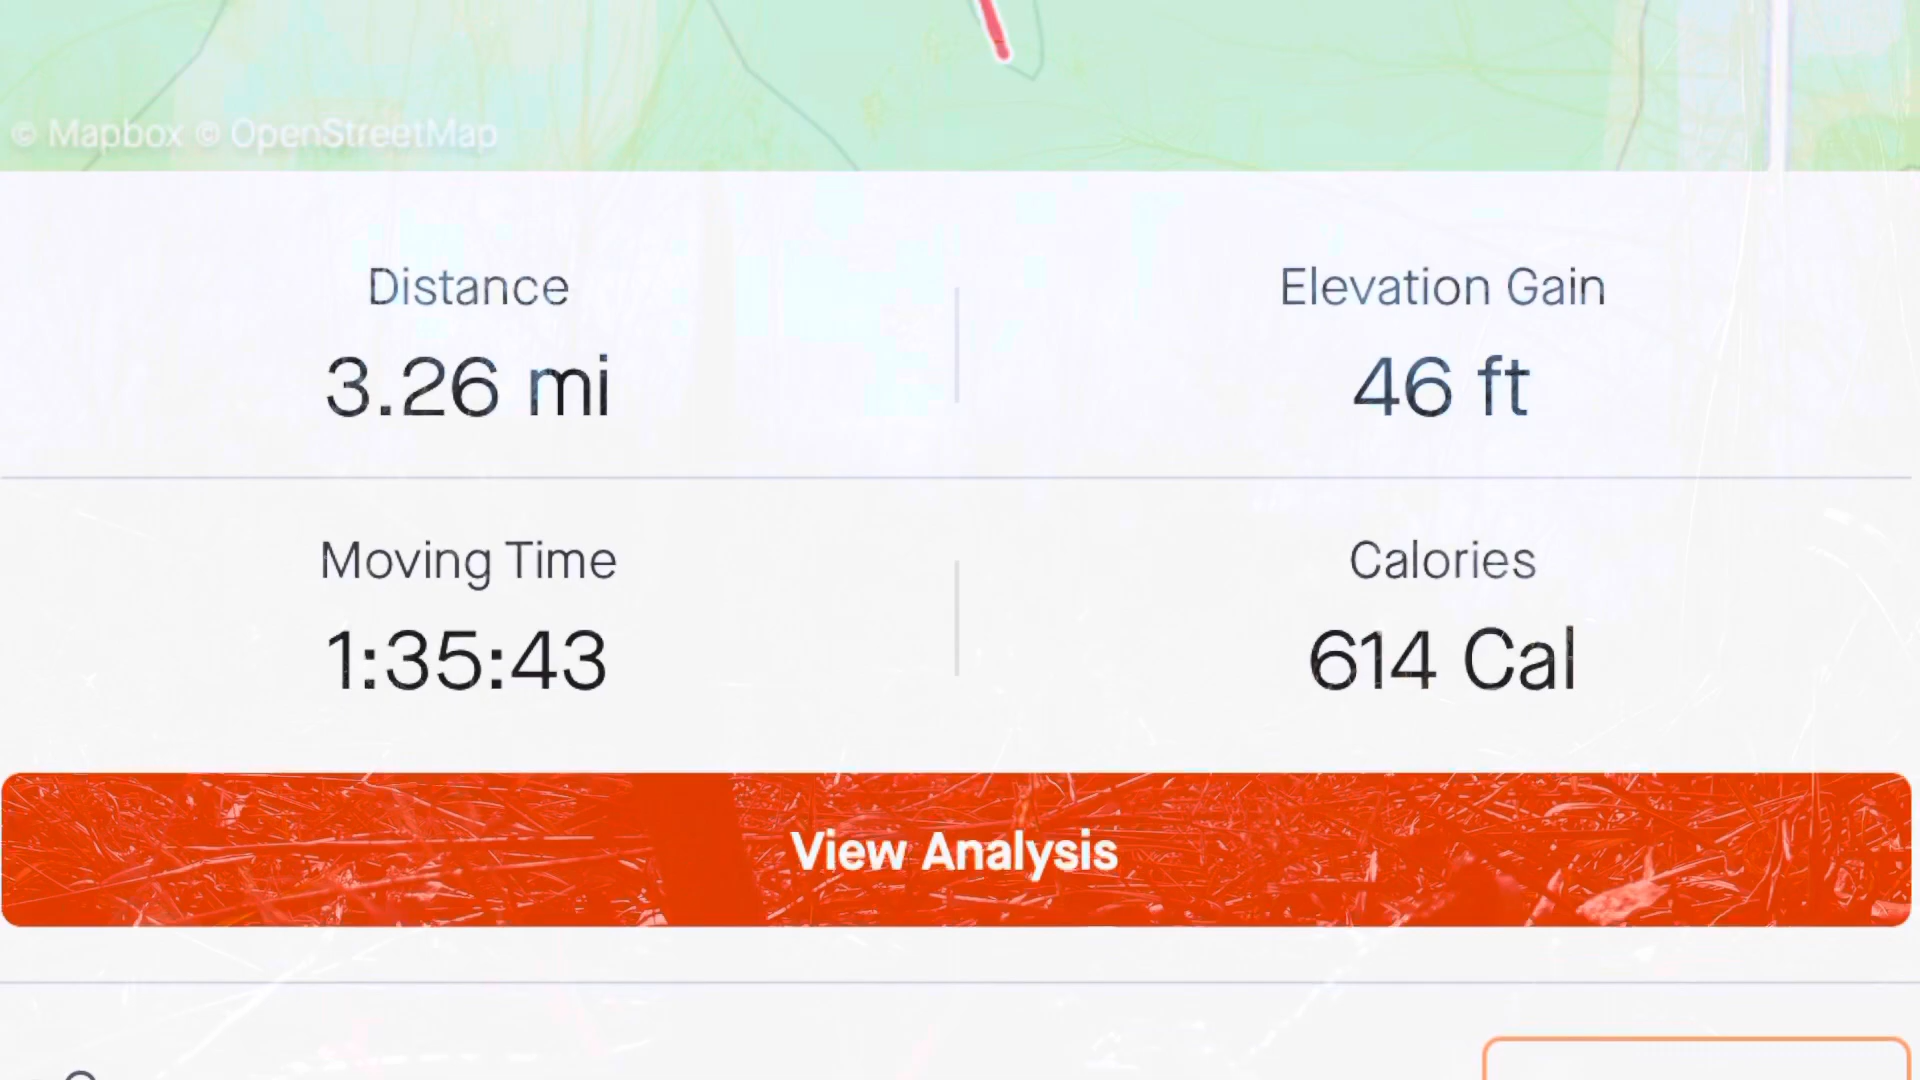 © Mapbox © OpenStreetMap
Distance
Elevation Gain
3.26 mi
46 ft
Moving Time
Calories
1:35:43
614 Cal
View Analysis